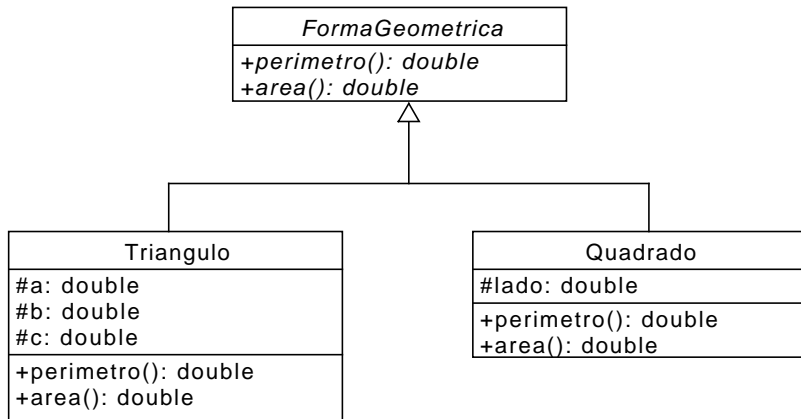 FormaGeometrica
+perimetro(): double
+area(): double
Triangulo
#a: double
#b: double
#c: double
+perimetro(): double
+area(): double
Quadrado
#lado: double
+perimetro(): double
+area(): double